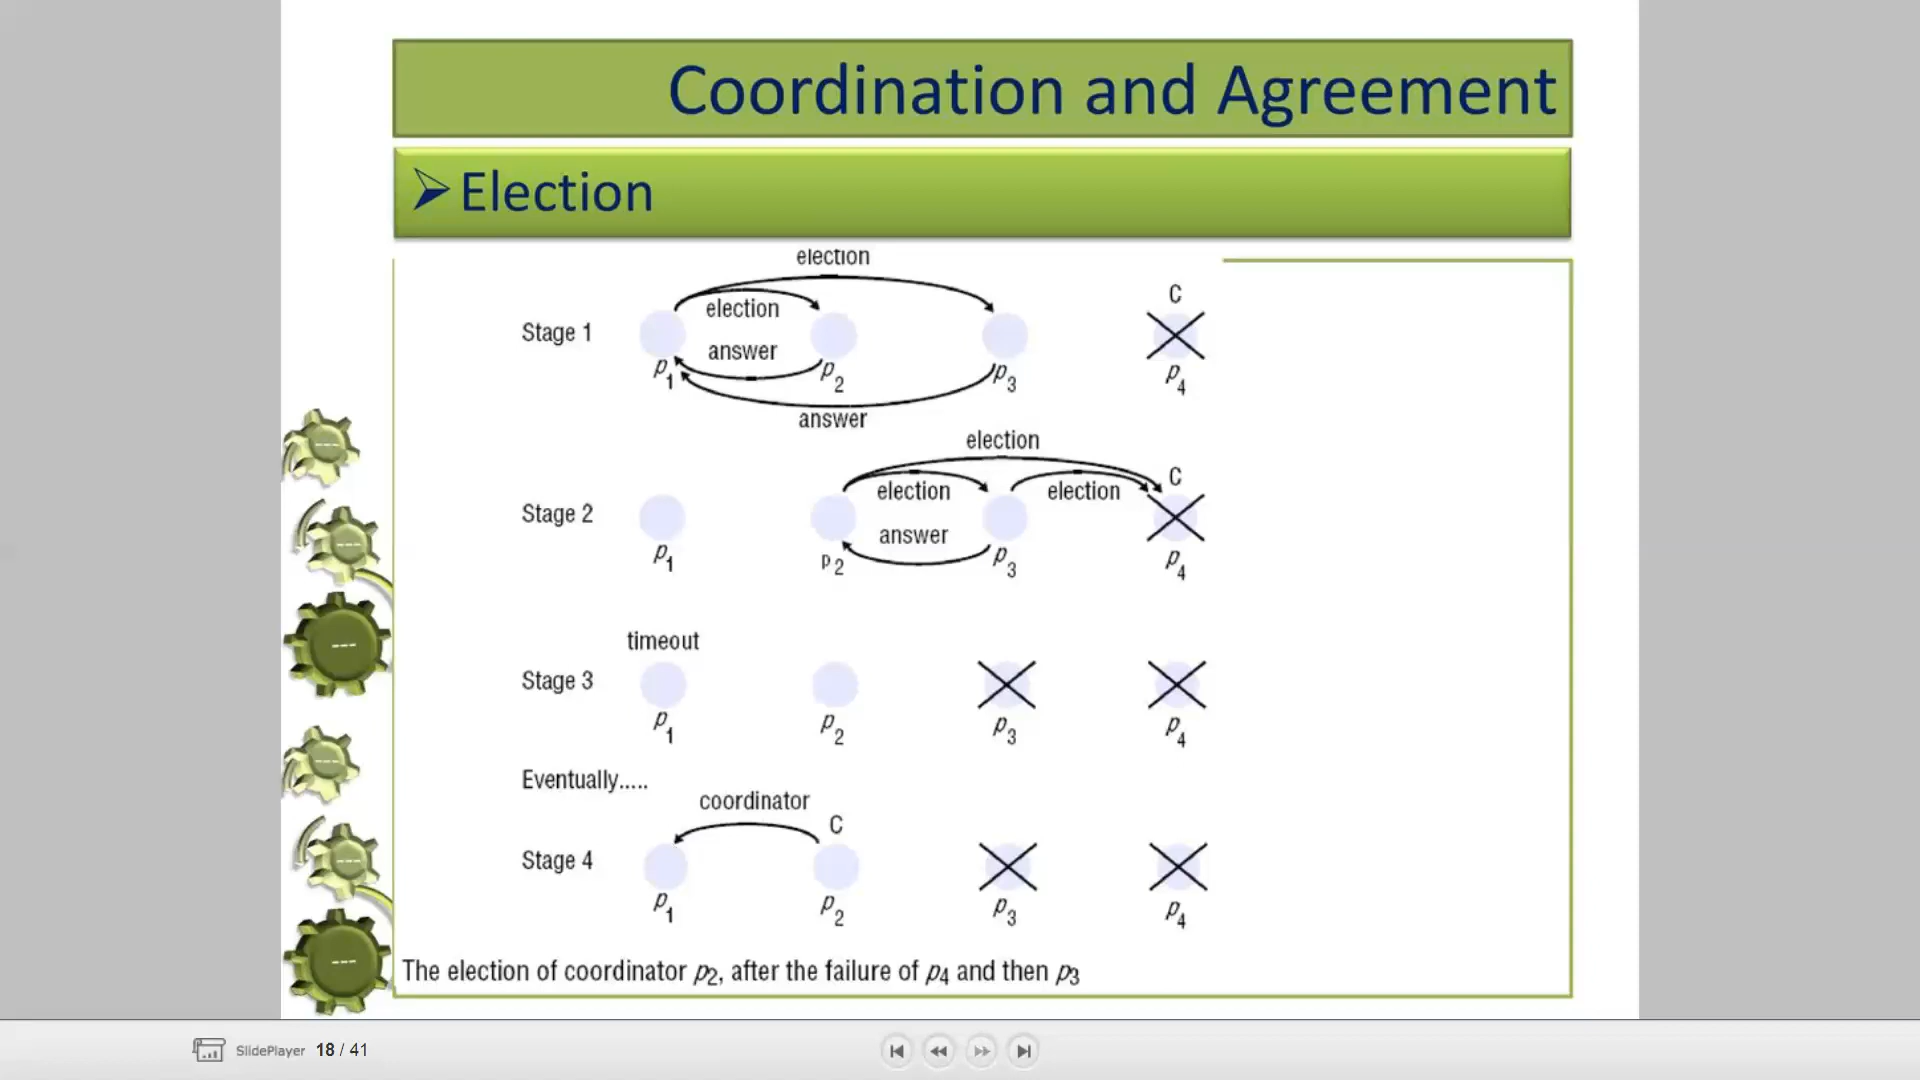 Coordination and Agreement
Election
election
C
election
Stage 1
answer
p1 p2 p3 p4
answer
election
C
election election
Stage 2
answer
p1 p2 p3 p4
timeout
Stage 3
p1 p2 p3 p4
Eventually.....
coordinator
C
Stage 4
p1 p2 p3 p4
The election of coordinator p2, after the failure of p4 and then p3
SlidePlayer 18 / 41